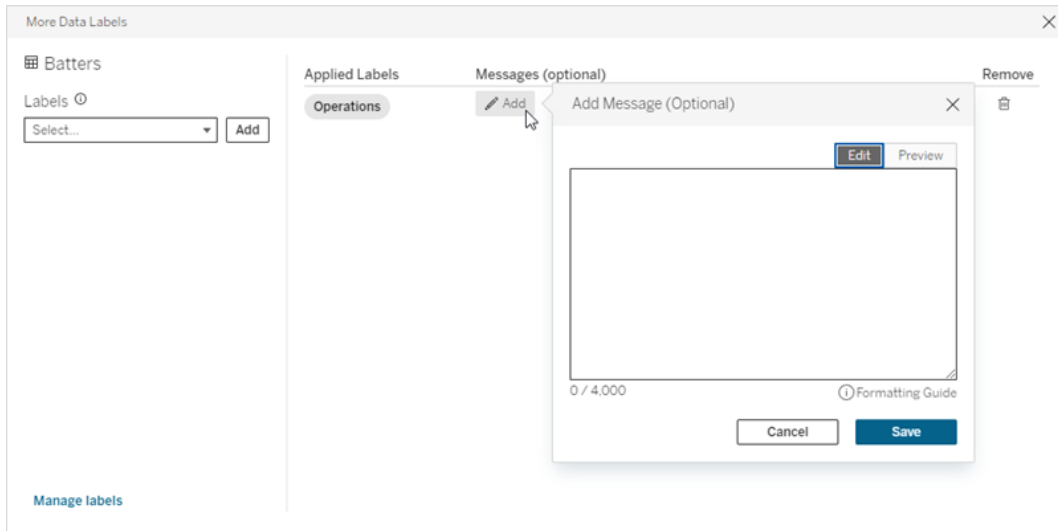 More Data Labels
Batters
Labels
Select...
Add
Manage labels
Applied Labels
Messages (optional)
Remove
Operations
Add
Add Message (Optional)
Edit
Preview
0 / 4,000
Formatting Guide
Cancel
Save